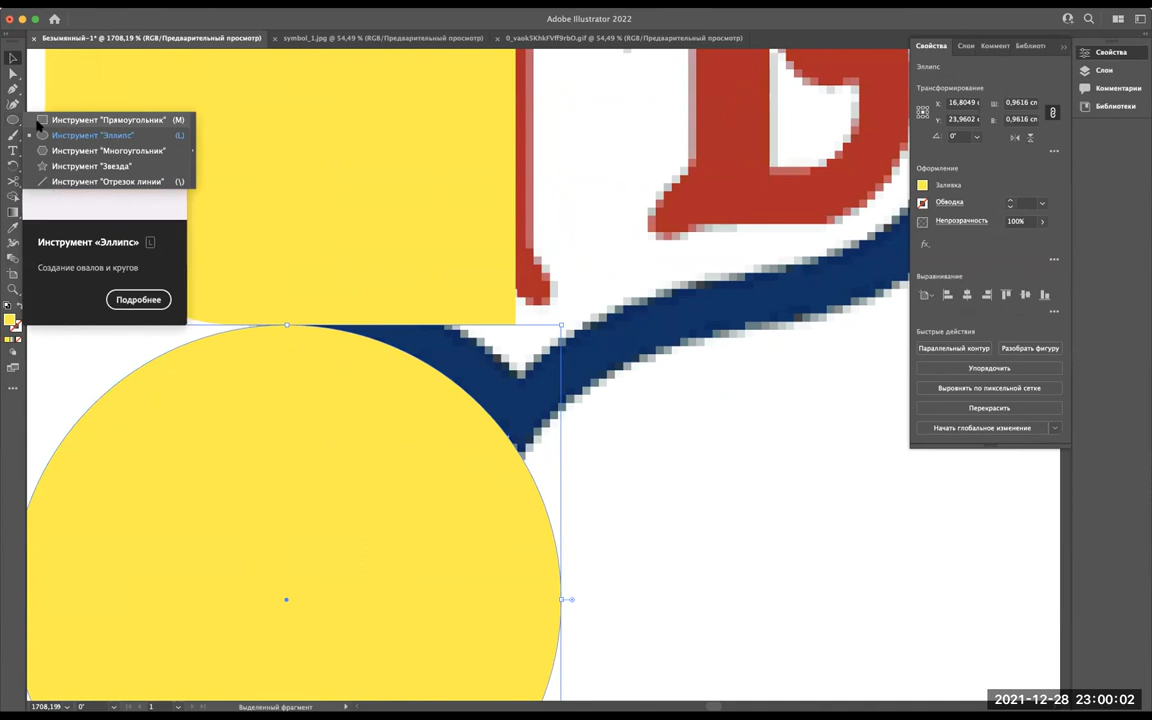 Adobe Illustrator 2022
Безымянный-1* @ 1708,19 % (RGB/Предварительный просмотр)
symbol_1.jpg @ 54,49 % (RGB/Предварительный просмотр)
0_vaok5KhkFVff9rbO.gif @ 54,49 % (RGB/Предварительный просмотр)
Свойства Слои Коммент Библиот
Свойства
Слои
Комментарии
Библиотеки
Эллипс
Трансформирование
X: 16,8049 Ш: 0,9616 cm
Y: 23,9602 В: 0,9616 cm
0°
Оформление
Заливка
Обводка
Непрозрачность 100%
fx.
Выравнивание
Быстрые действия
Параллельный контур Разобрать фигуру
Упорядочить
Выровнять по пиксельной сетке
Перекрасить
Начать глобальное изменение
Инструмент "Прямоугольник" (M)
Инструмент "Эллипс" (L)
Инструмент "Многоугольник"
Инструмент "Звезда"
Инструмент "Отрезок линии" (\)
Инструмент «Эллипс» L
Создание овалов и кругов
Подробнее
1708,19% 0° 1 Выделенный фрагмент
2021-12-28 23:00:02